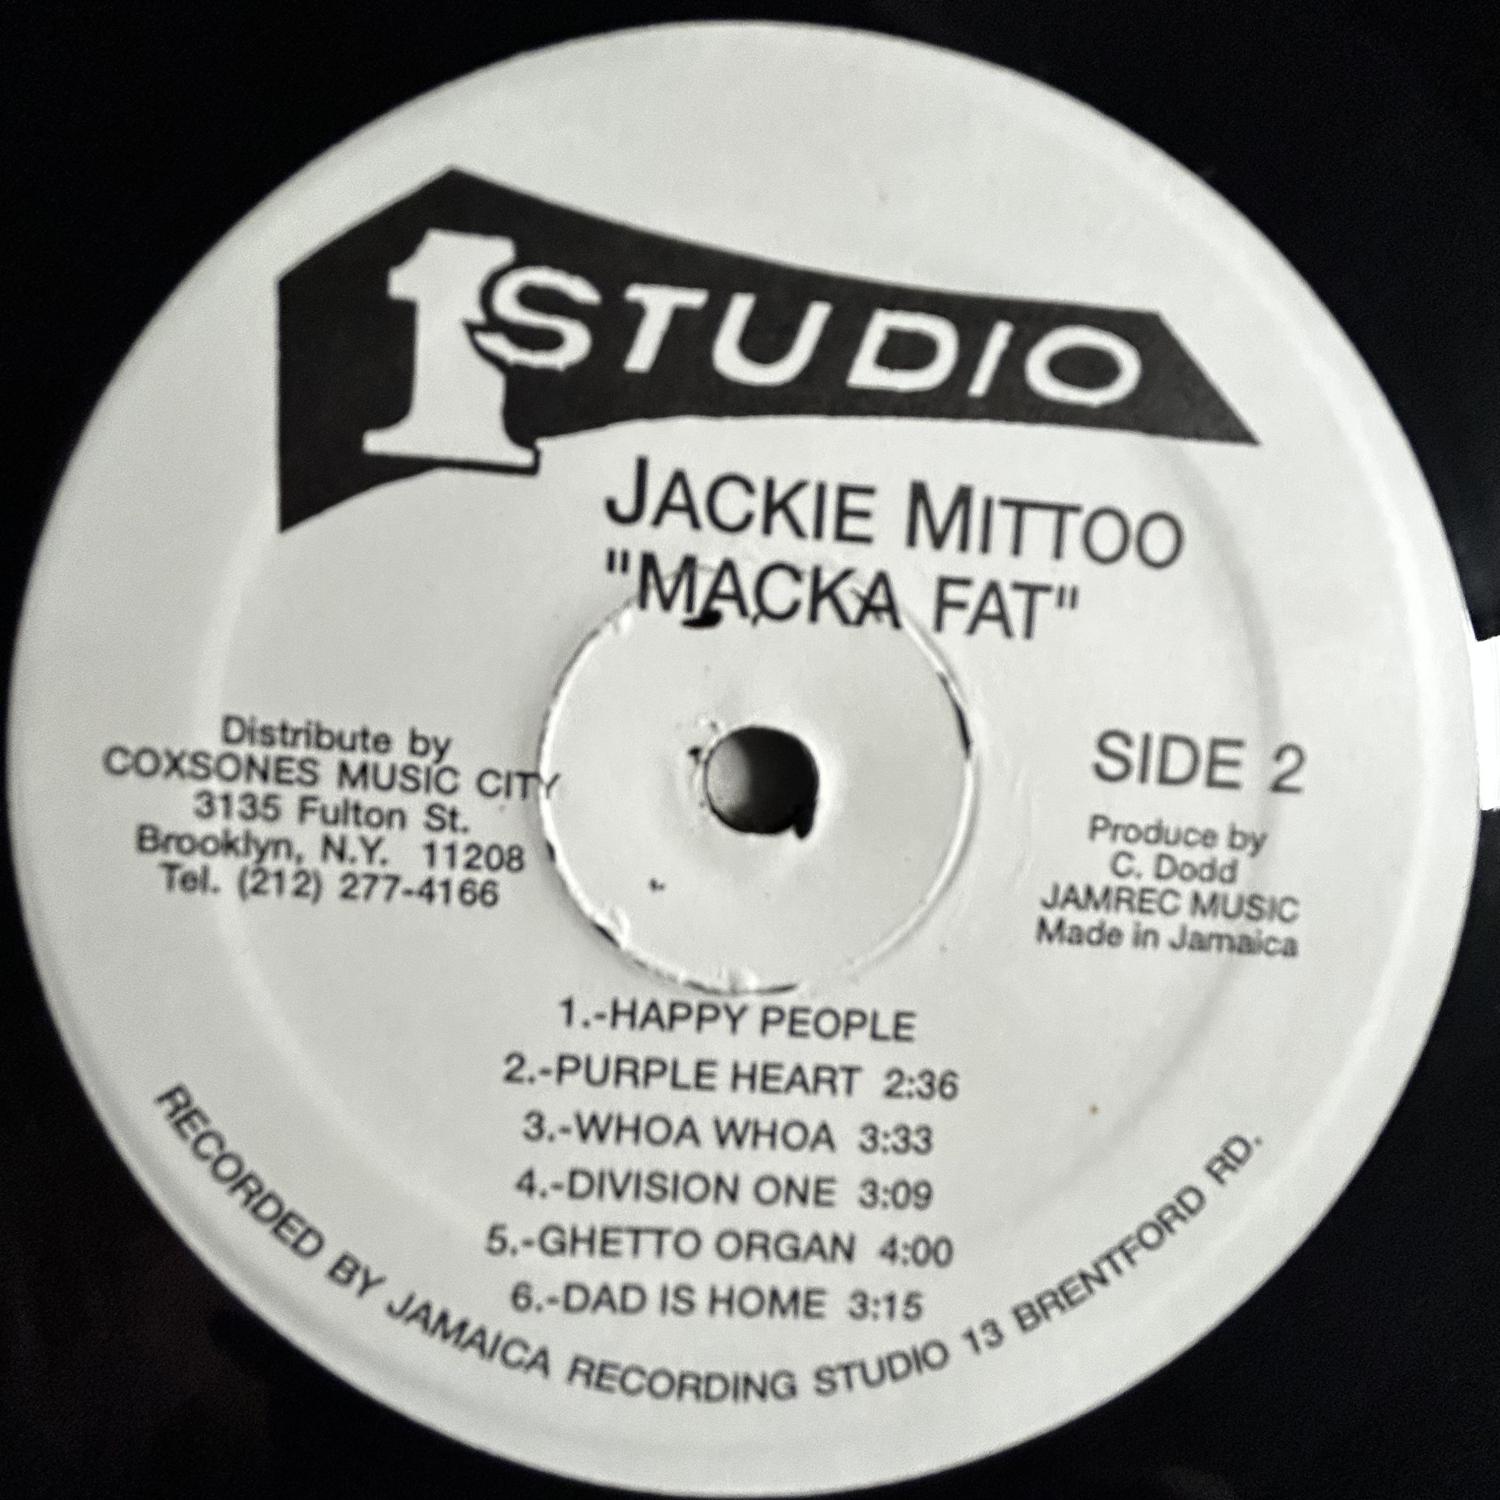 1 STUDIO
JACKIE MITTOO
"MACKA FAT"
Distribute by
COXSONES MUSIC CITY
3135 Fulton St.
Brooklyn, N.Y. 11208
Tel. (212) 277-4166
SIDE 2
Produce by
C. Dodd
JAMREC MUSIC
Made in Jamaica
1.-HAPPY PEOPLE
2.-PURPLE HEART 2:36
3.-WHOA WHOA 3:33
4.-DIVISION ONE 3:09
5.-GHETTO ORGAN 4:00
6.-DAD IS HOME 3:15
RECORDED BY JAMAICA RECORDING STUDIO 13 BRENTFORD RD.